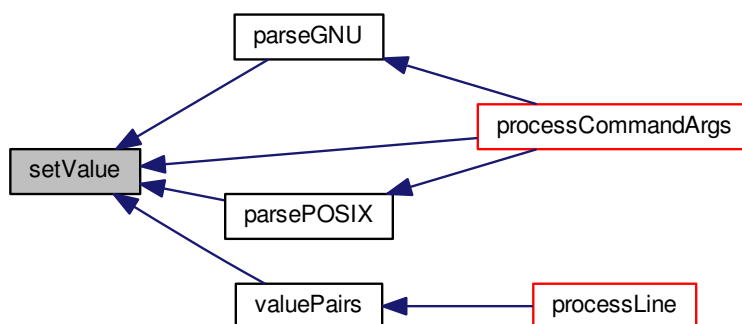 parseGNU
processCommandArgs
setValue
parsePOSIX
valuePairs
processLine